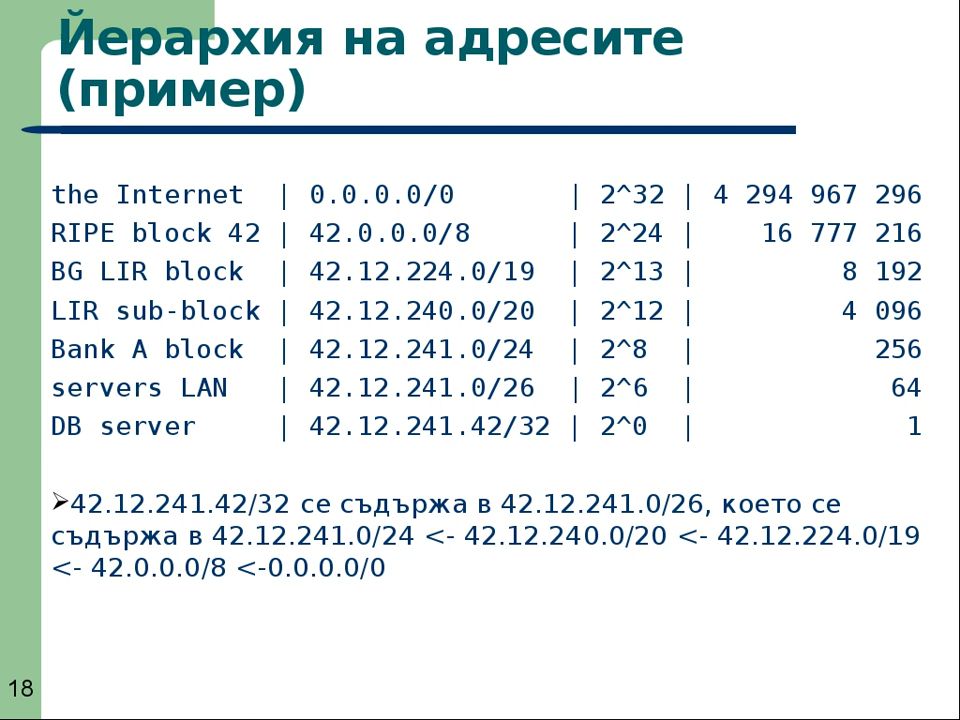 Йерархия на адресите
(пример)
the Internet  | 0.0.0.0/0       | 2^32 | 4 294 967 296
RIPE block 42 | 42.0.0.0/8      | 2^24 |    16 777 216
BG LIR block  | 42.12.224.0/19  | 2^13 |         8 192
LIR sub-block | 42.12.240.0/20  | 2^12 |         4 096
Bank A block  | 42.12.241.0/24  | 2^8  |           256
servers LAN   | 42.12.241.0/26  | 2^6  |            64
DB server     | 42.12.241.42/32 | 2^0  |             1
➢42.12.241.42/32 се съдържа в 42.12.241.0/26, което се
съдържа в 42.12.241.0/24 <- 42.12.240.0/20 <- 42.12.224.0/19
<- 42.0.0.0/8 <-0.0.0.0/0
18